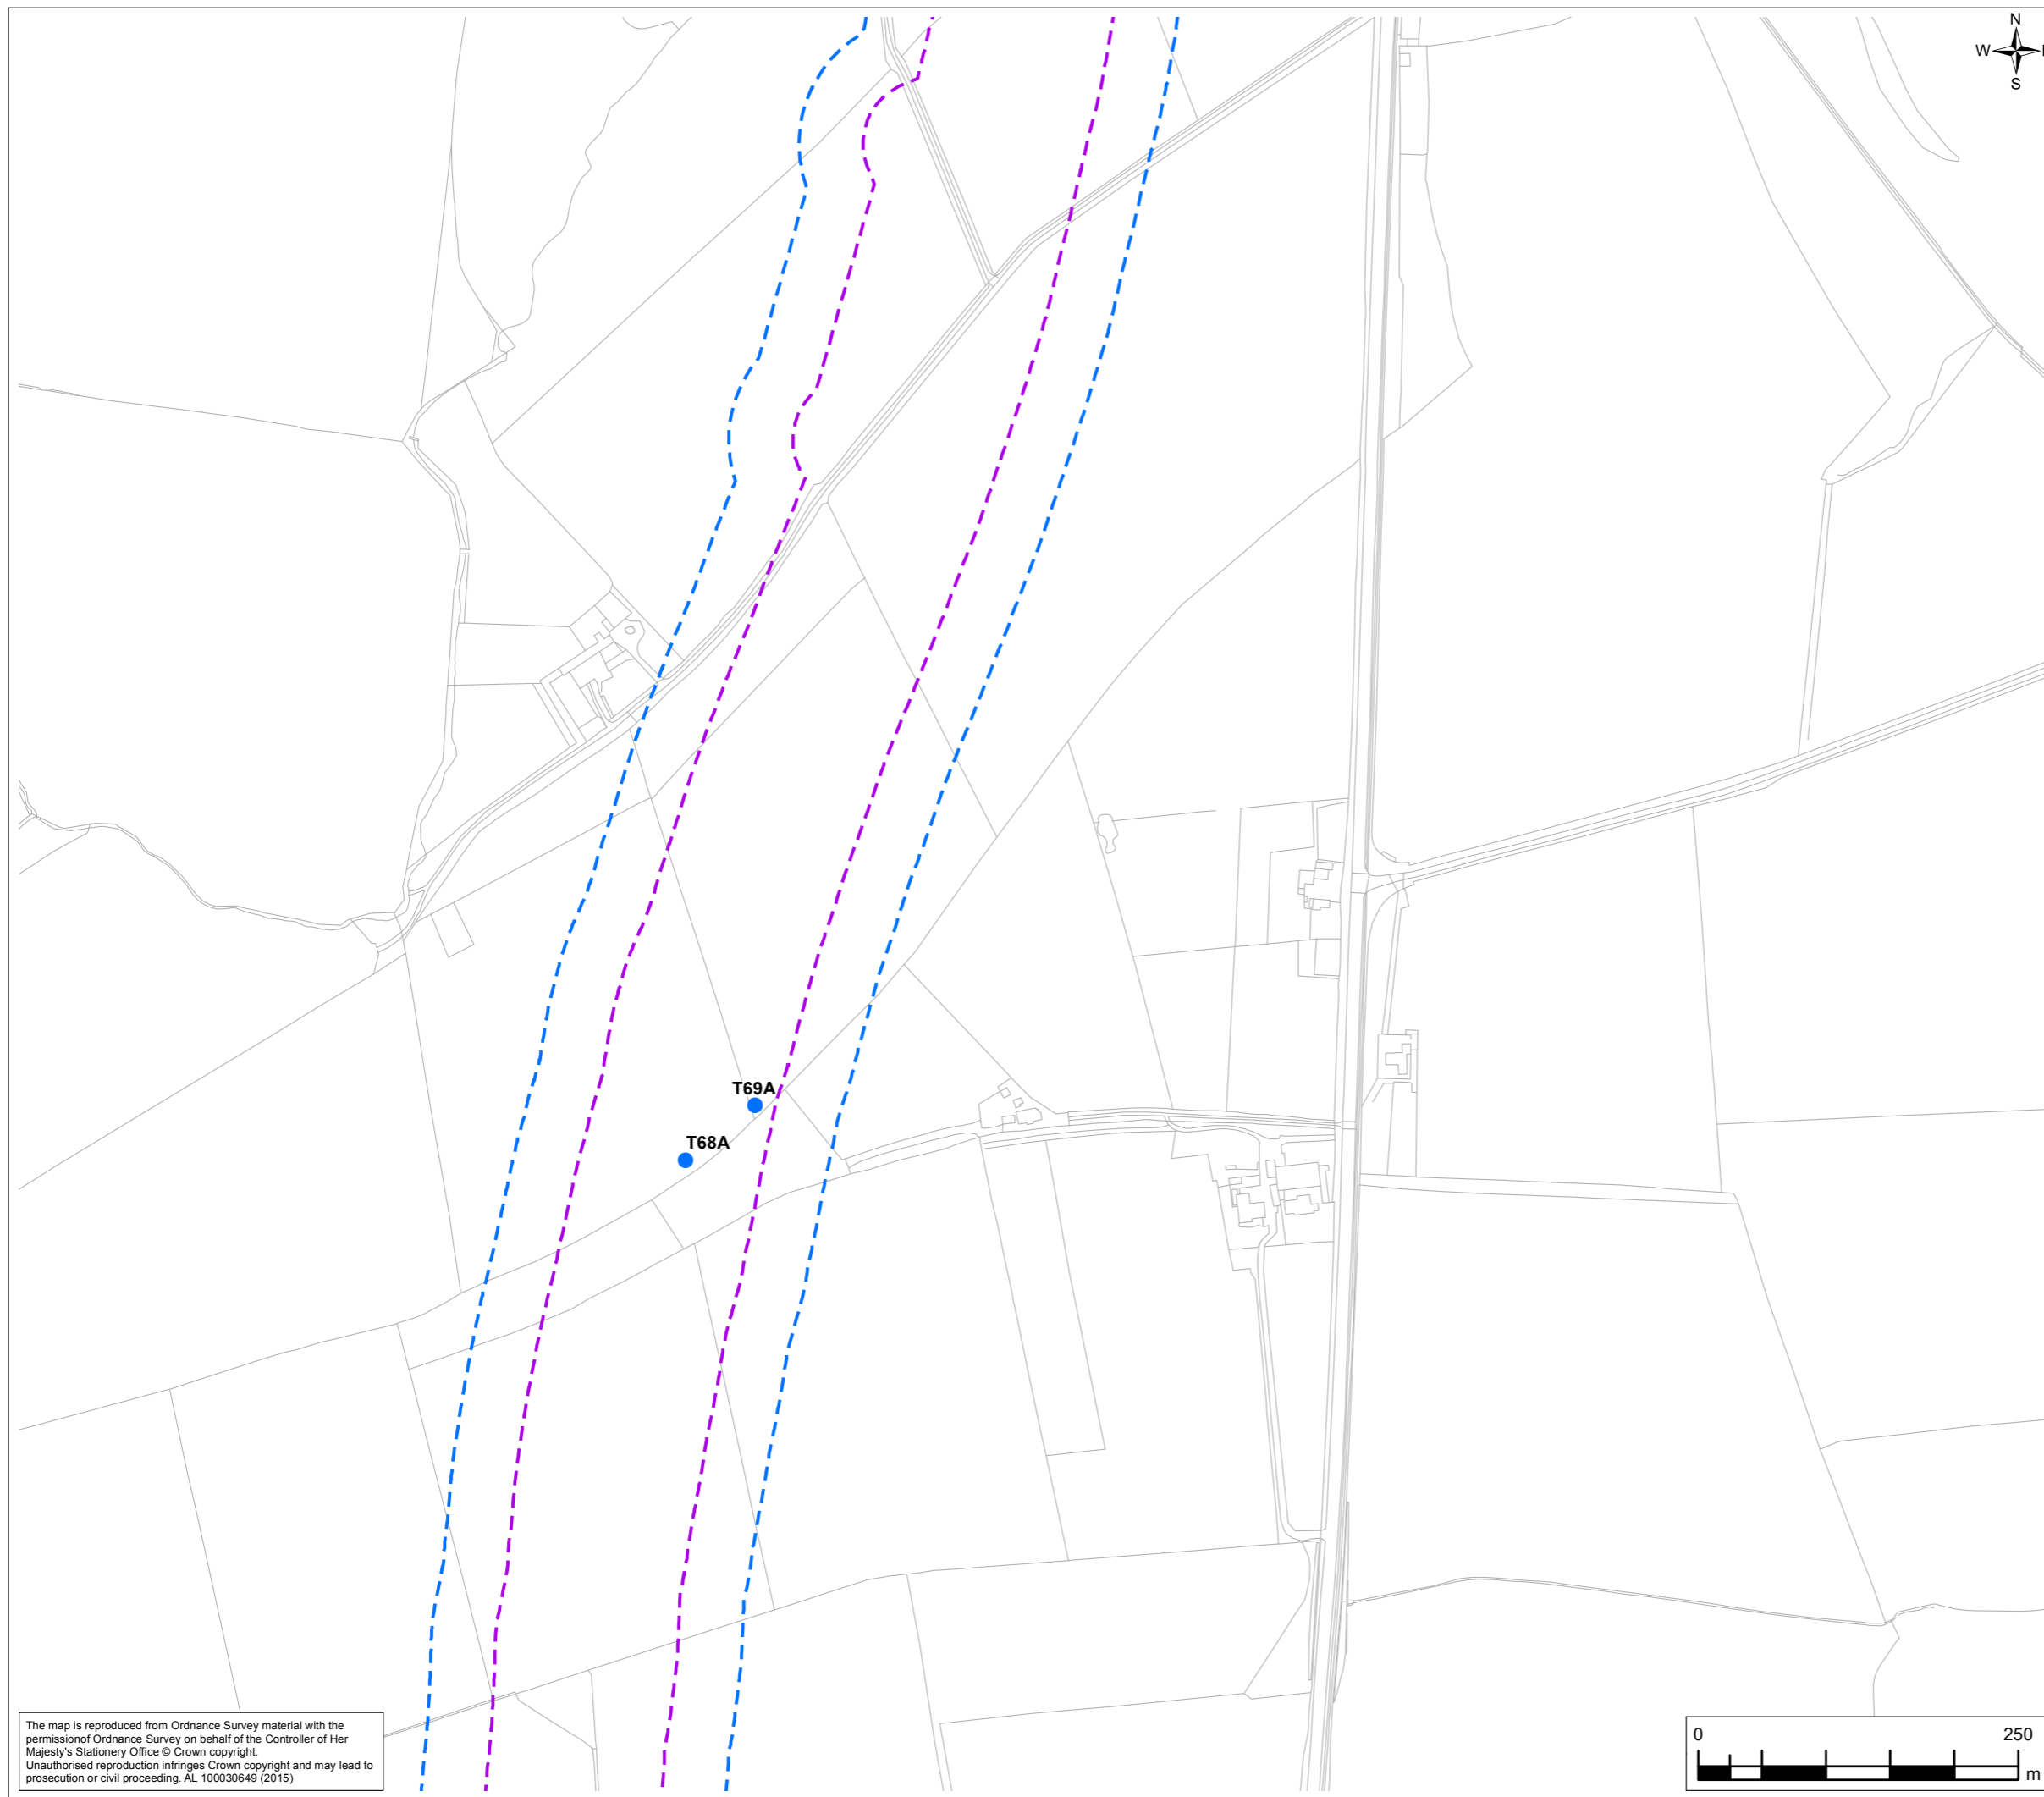 N
W
S
T69A
T68A
The map is reproduced from Ordnance Survey material with the
permissionof Ordnance Survey on behalf of the Controller of Her
Majesty's Stationery Office © Crown copyright.
Unauthorised reproduction infringes Crown copyright and may lead to
prosecution or civil proceeding. AL 100030649 (2015)
0 250
m